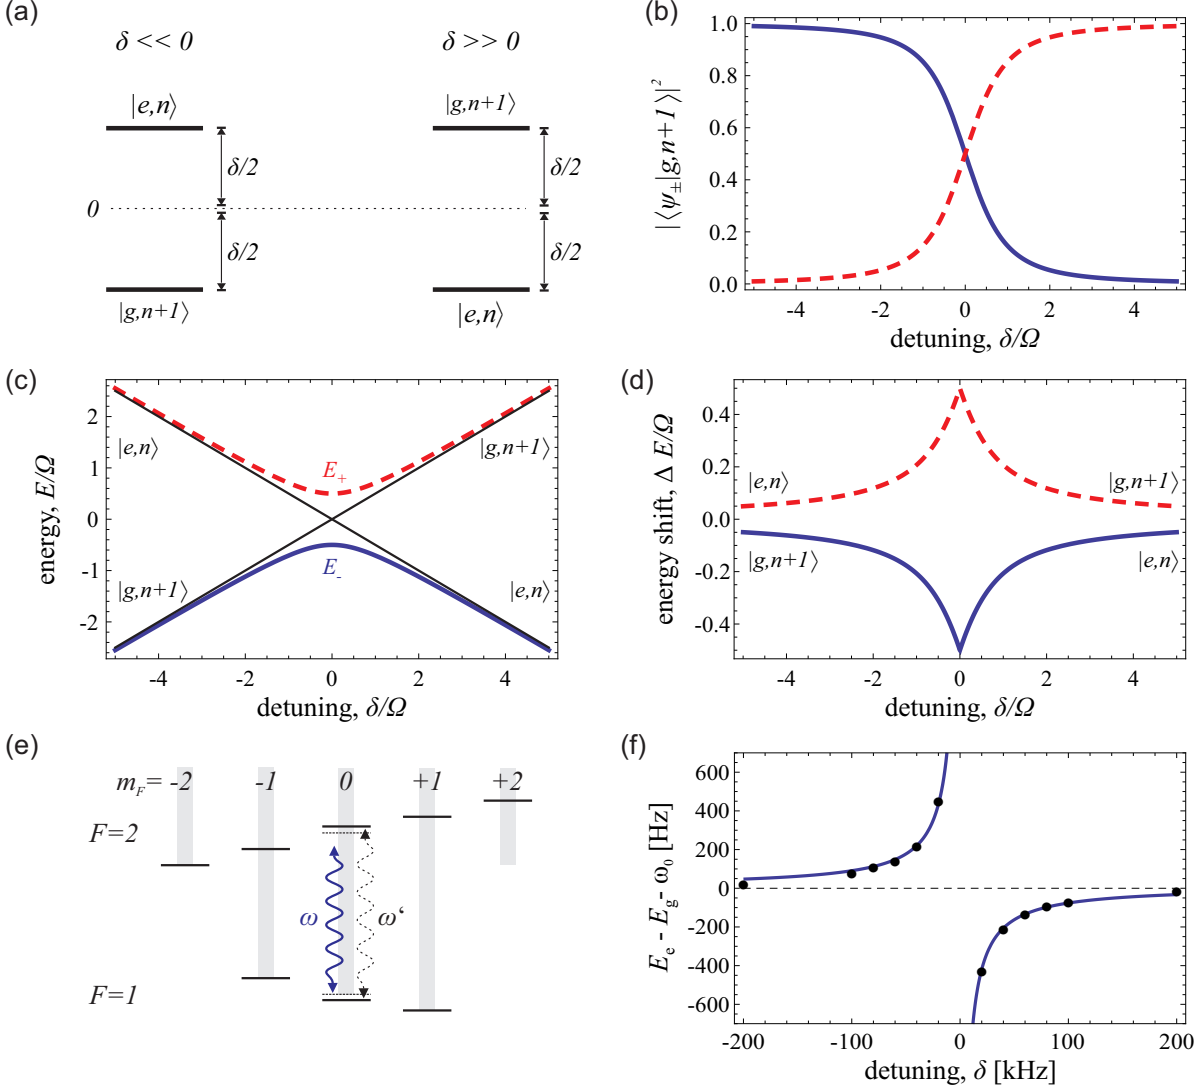 (a)
δ << 0
δ >> 0
|e,n⟩
|g,n+1⟩
δ/2
δ/2
0
δ/2
δ/2
|g,n+1⟩
|e,n⟩
(b)
1.0
0.8
0.6
0.4
0.2
0.0
|⟨ψ±|g,n+1⟩|²
-4
-2
0
2
4
detuning, δ/Ω
(c)
2
1
0
-1
-2
energy, E/Ω
|e,n⟩
|g,n+1⟩
E+
E-
|g,n+1⟩
|e,n⟩
-4
-2
0
2
4
detuning, δ/Ω
(d)
0.4
0.2
0.0
-0.2
-0.4
energy shift, Δ E/Ω
|e,n⟩
|g,n+1⟩
|g,n+1⟩
|e,n⟩
-4
-2
0
2
4
detuning, δ/Ω
(e)
mF= -2
-1
0
+1
+2
F=2
ω
ω‘
F=1
(f)
600
400
200
0
-200
-400
-600
Ee - Eg- ω0 [Hz]
-200
-100
0
100
200
detuning, δ [kHz]